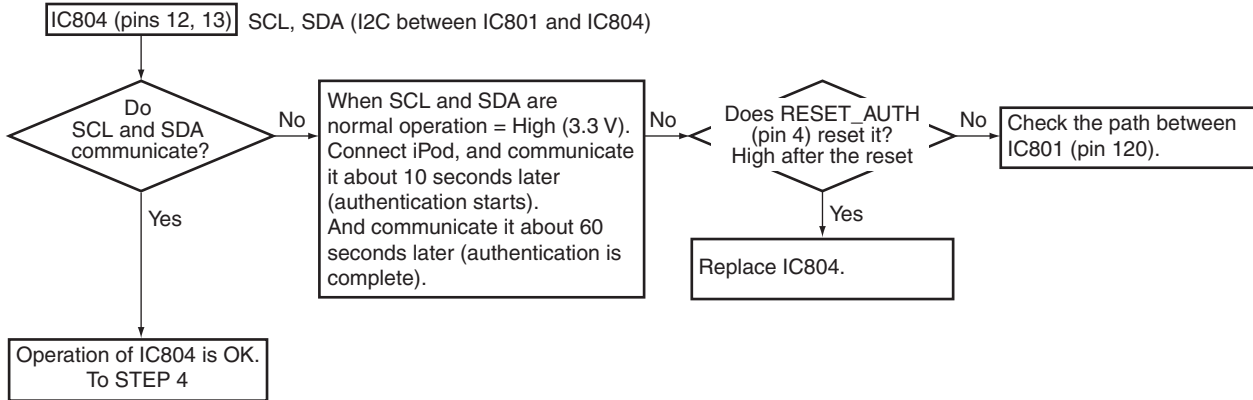 IC804 (pins 12, 13)
SCL, SDA (I2C between IC801 and IC804)
Do
SCL and SDA
communicate?
No
Yes
When SCL and SDA are
normal operation = High (3.3 V).
Connect iPod, and communicate
it about 10 seconds later
(authentication starts).
And communicate it about 60
seconds later (authentication is
complete).
No
Does RESET_AUTH
(pin 4) reset it?
High after the reset
No
Yes
Check the path between
IC801 (pin 120).
Replace IC804.
Operation of IC804 is OK.
To STEP 4